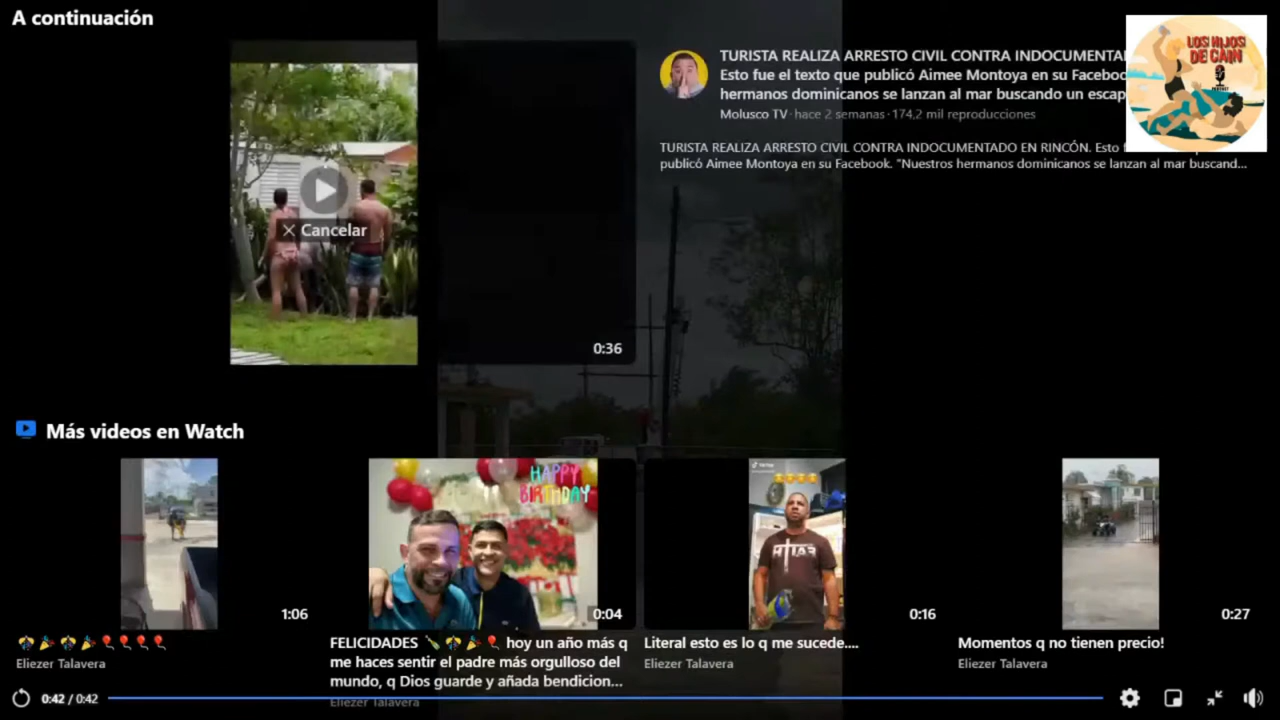 A continuación
LOS HIJOS
DE CAIN
TURISTA REALIZA ARRESTO CIVIL CONTRA INDOCUMENTA
Esto fue el texto que publicó Aimee Montoya en su Faceboo
hermanos dominicanos se lanzan al mar buscando un escap
Molusco TV · hace 2 semanas · 174,2 mil reproducciones
TURISTA REALIZA ARRESTO CIVIL CONTRA INDOCUMENTADO EN RINCÓN. Esto f
publicó Aimee Montoya en su Facebook. "Nuestros hermanos dominicanos se lanzan al mar buscand...
Cancelar
0:36
Más videos en Watch
HAPPY
BIRTHDAY
1:06
0:04
0:16
0:27
Eliezer Talavera
FELICIDADES 🍾🎊🎉🎈 hoy un año más q
me haces sentir el padre más orgulloso del
mundo, q Dios guarde y añada bendicion...
Eliezer Talavera
Literal esto es lo q me sucede....
Eliezer Talavera
Momentos q no tienen precio!
Eliezer Talavera
0:42 / 0:42